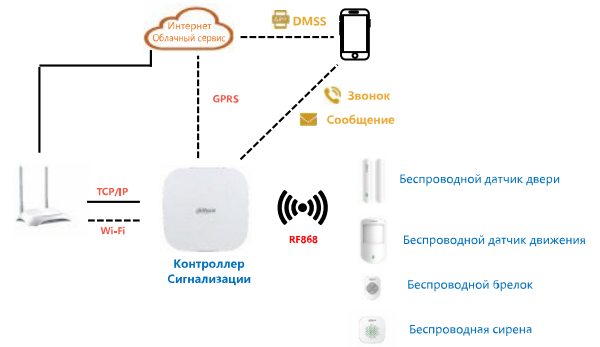 Интернет
Облачный сервис
DMSS
GPRS
Звонок
Сообщение
TCP/IP
Wi-Fi
alhua
RF868
Контроллер
Сигнализации
Беспроводной датчик двери
Беспроводной датчик движения
Беспроводной брелок
Беспроводная сирена